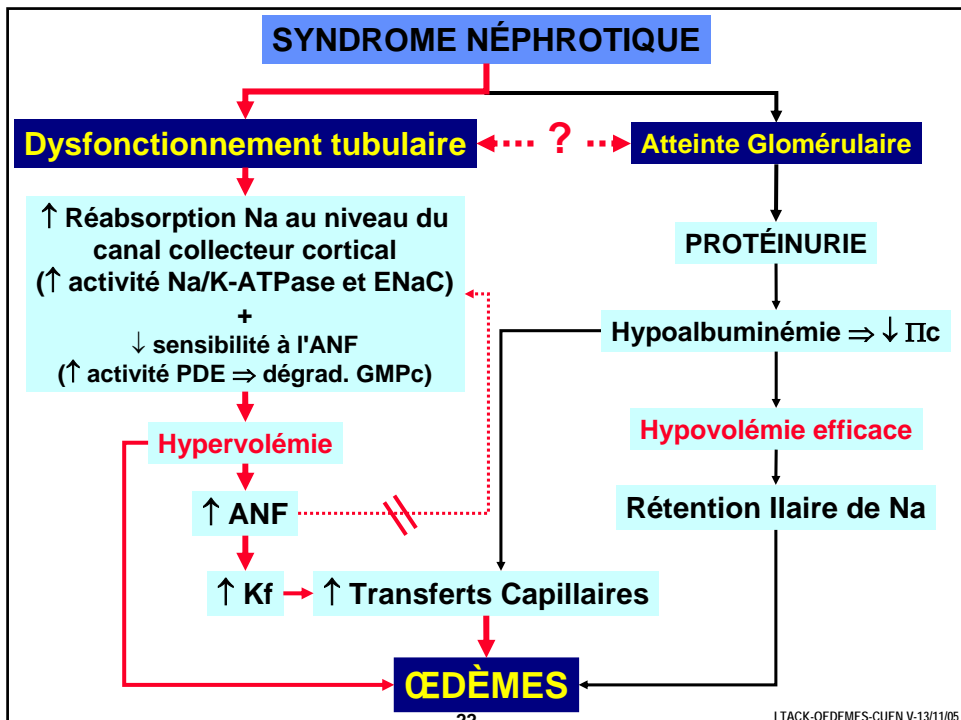 SYNDROME NÉPHROTIQUE
Dysfonctionnement tubulaire
?
Atteinte Glomérulaire
↑ Réabsorption Na au niveau du
canal collecteur cortical
(↑ activité Na/K-ATPase et ENaC)
+
↓ sensibilité à l'ANF
(↑ activité PDE ⇒ dégrad. GMPc)
Hypervolémie
↑ ANF
↑ Kf
↑ Transferts Capillaires
PROTÉINURIE
Hypoalbuminémie ⇒ ↓ Πc
Hypovolémie efficace
Rétention IIaire de Na
ŒDÈMES
22
I.TACK-OEDEMES-CUEN V-13/11/05